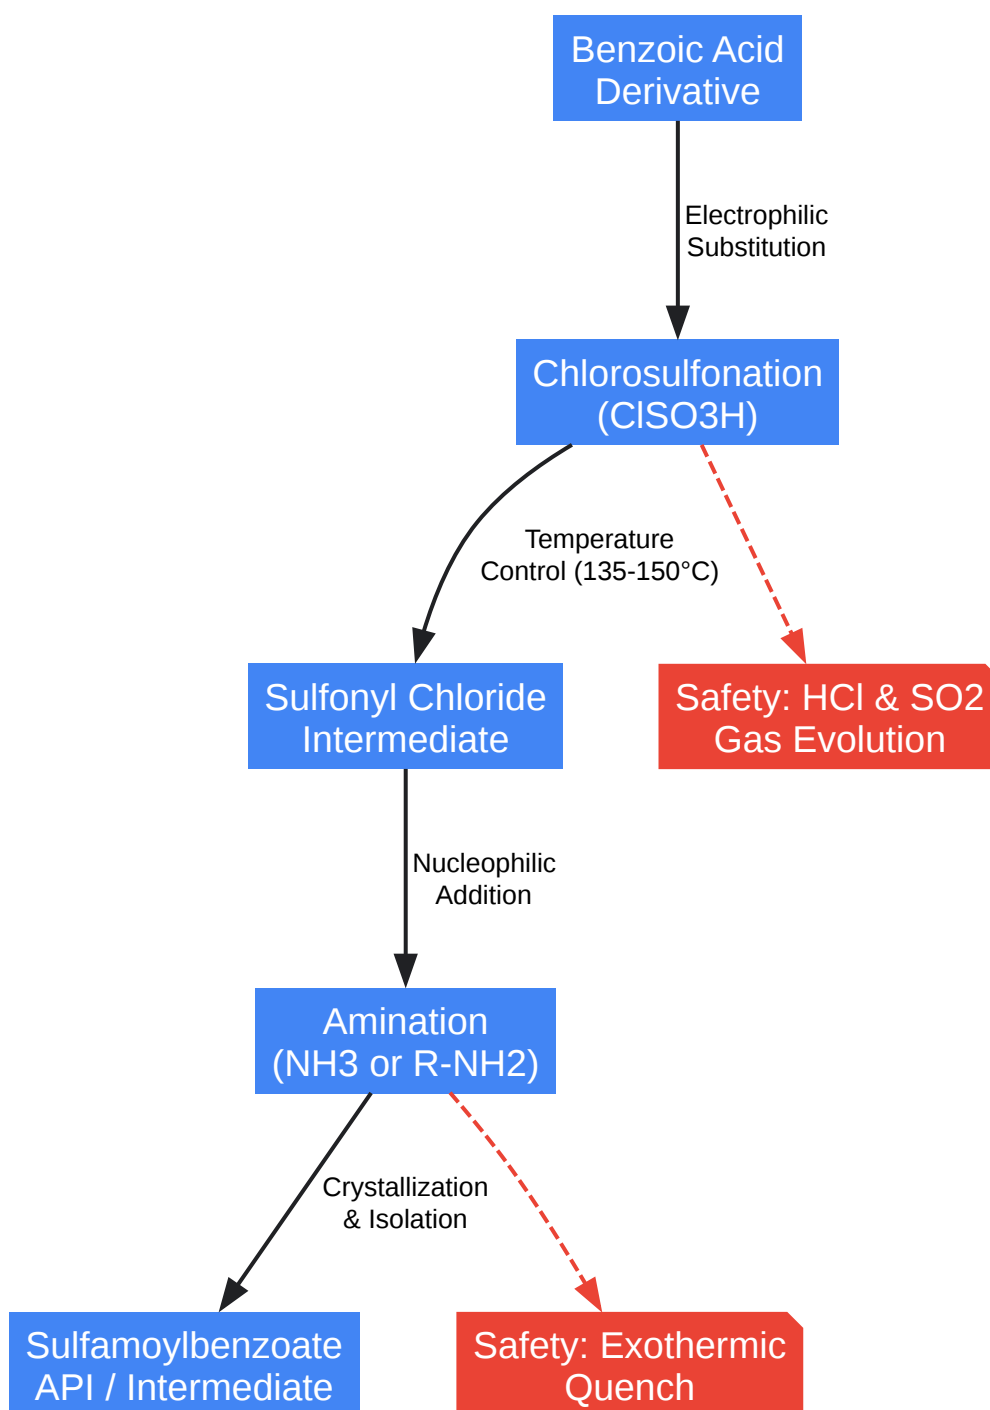 Benzoic Acid
Derivative
Electrophilic
Substitution
Chlorosulfonation
(ClSO3H)
Temperature
Control (135-150°C)
Sulfonyl Chloride
Intermediate
Safety: HCl & SO2
Gas Evolution
Nucleophilic
Addition
Amination
(NH3 or R-NH2)
Crystallization
& Isolation
Sulfamoylbenzoate
API / Intermediate
Safety: Exothermic
Quench